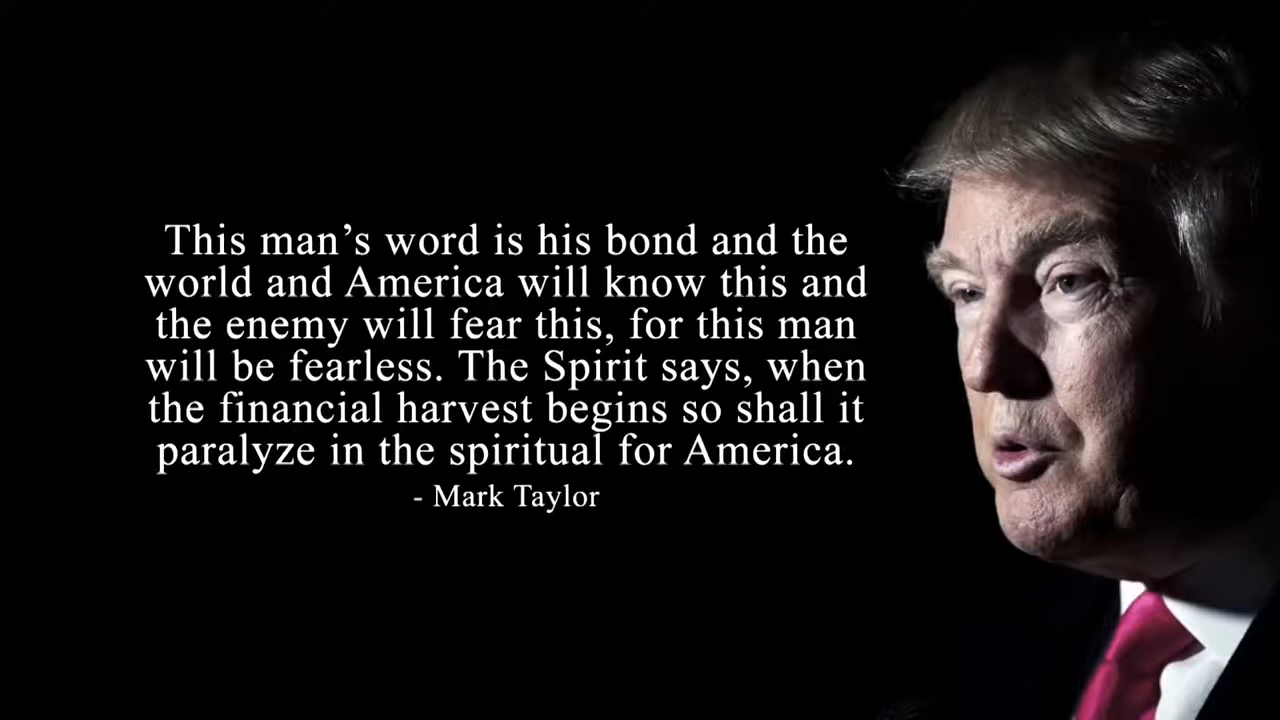 This man’s word is his bond and the
world and America will know this and
the enemy will fear this, for this man
will be fearless. The Spirit says, when
the financial harvest begins so shall it
paralyze in the spiritual for America.
- Mark Taylor